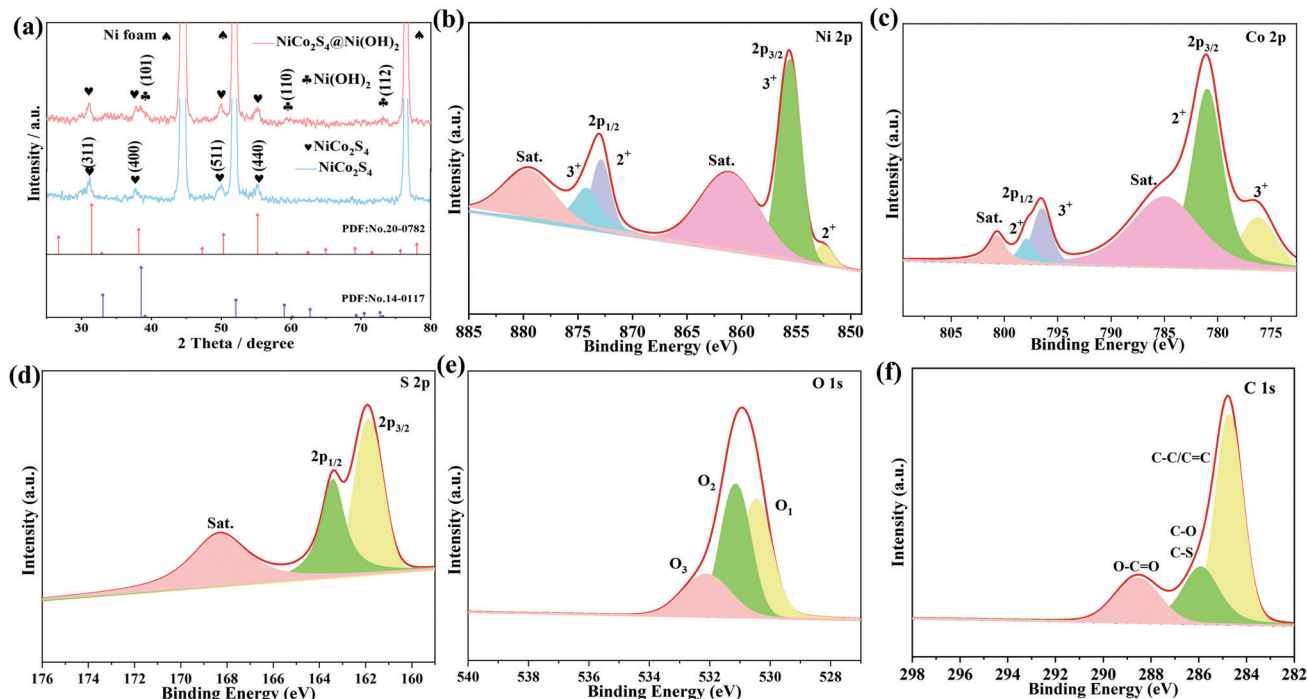 (a)
Ni foam ♠ ♠ ♠
NiCo₂S₄@Ni(OH)₂
♣Ni(OH)₂
♥ ♥ ♣ (101) ♥ ♥ ♣ (110) ♣ (112)
♥ NiCo₂S₄
NiCo₂S₄
♥ (311) ♥ (400) ♥ (511) ♥ (440)
PDF:No.20-0782
PDF:No.14-0117
Intensity / a.u.
30 40 50 60 70 80
2 Theta / degree
(b)
Ni 2p
2p₃/₂
3⁺
2p₁/₂
Sat.
3⁺
2⁺
Sat.
2⁺
Intensity (a.u.)
885 880 875 870 865 860 855 850
Binding Energy (eV)
(c)
Co 2p
2p₃/₂
2⁺
Sat.
3⁺
2p₁/₂
Sat.
2⁺
3⁺
Intensity (a.u.)
805 800 795 790 785 780 775
Binding Energy (eV)
(d)
S 2p
2p₃/₂
2p₁/₂
Sat.
Intensity (a.u.)
176 174 172 170 168 166 164 162 160
Binding Energy (eV)
(e)
O 1s
O₂
O₁
O₃
Intensity (a.u.)
540 538 536 534 532 530 528
Binding Energy (eV)
(f)
C 1s
C-C/C=C
C-O
C-S
O-C=O
Intensity (a.u.)
298 296 294 292 290 288 286 284 282
Binding Energy (eV)